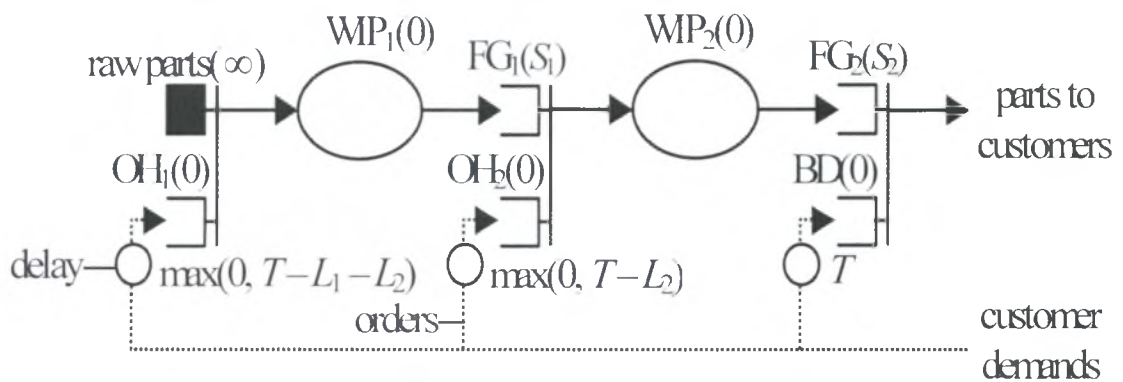 WIP₁(0)
WIP₂(0)
raw parts(∞)
FG₁(S₁)
FG₂(S₂)
parts to
customers
OH₁(0)
OH₂(0)
BD(0)
delay
max(0, T−L₁−L₂)
max(0, T−L₂)
T
orders
customer
demands